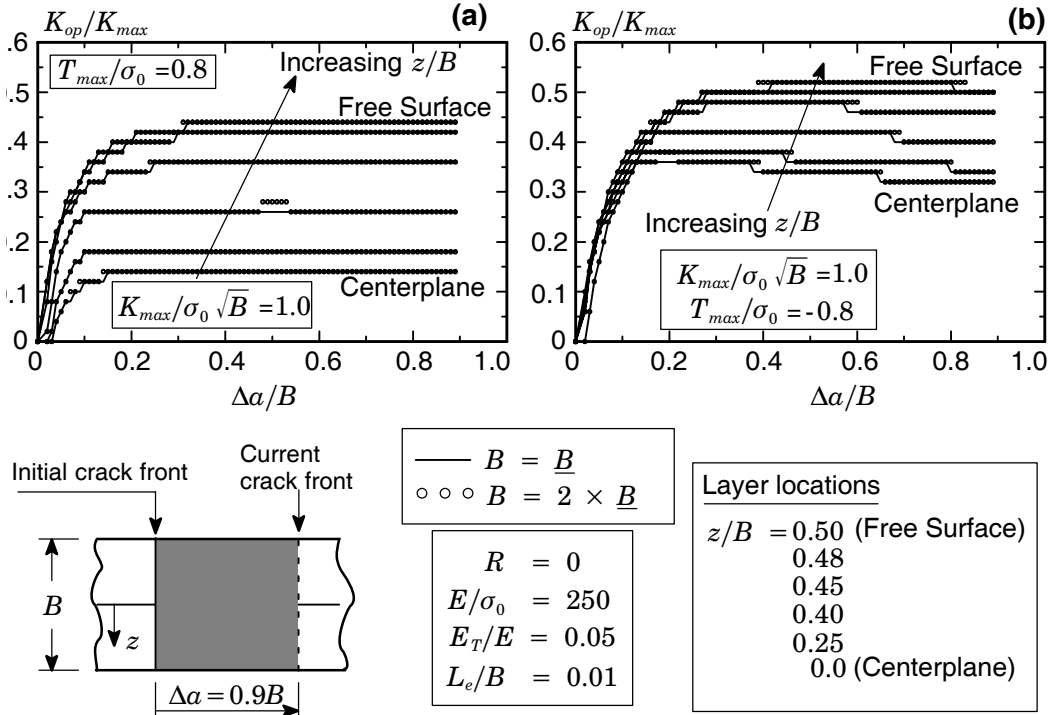 K_op/K_max (a)
.6
.5
.4
0.3
0.2
0.1
0
T_max/σ_0 = 0.8
Increasing z/B
Free Surface
Centerplane
K_max/σ_0 √B = 1.0
0 0.2 0.4 0.6 0.8 1.0
Δa/B
K_op/K_max (b)
0.6
0.5
0.4
0.3
0.2
0.1
0
Free Surface
Increasing z/B
Centerplane
K_max/σ_0 √B = 1.0
T_max/σ_0 = -0.8
0 0.2 0.4 0.6 0.8 1.0
Δa/B
Initial crack front
Current
crack front
B
z
Δa = 0.9B
B = B
B = 2 × B
R = 0
E/σ_0 = 250
E_T/E = 0.05
L_e/B = 0.01
Layer locations
z/B = 0.50 (Free Surface)
0.48
0.45
0.40
0.25
0.0 (Centerplane)